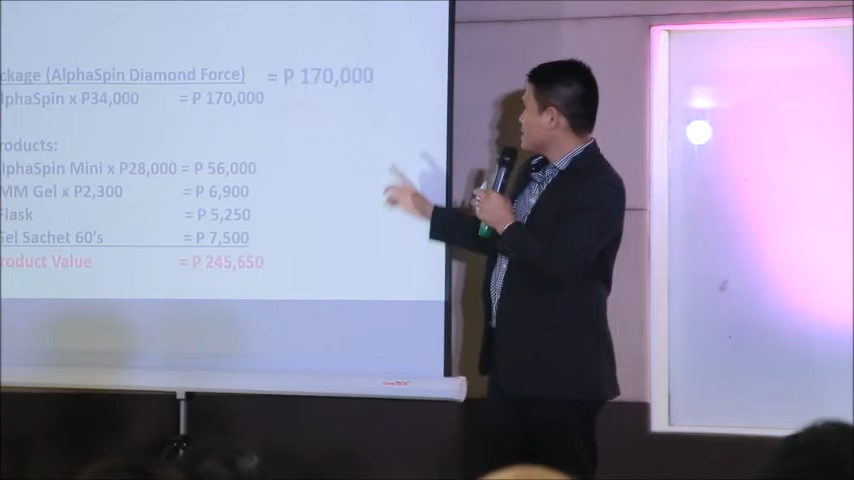 ckage (AlphaSpin Diamond Force) = P 170,000
lphaSpin x P34,000 = P 170,000
roducts:
lphaSpin Mini x P28,000 = P 56,000
MM Gel x P2,300 = P 6,900
Flask = P 5,250
Gel Sachet 60's = P 7,500
roduct Value = P 245,650